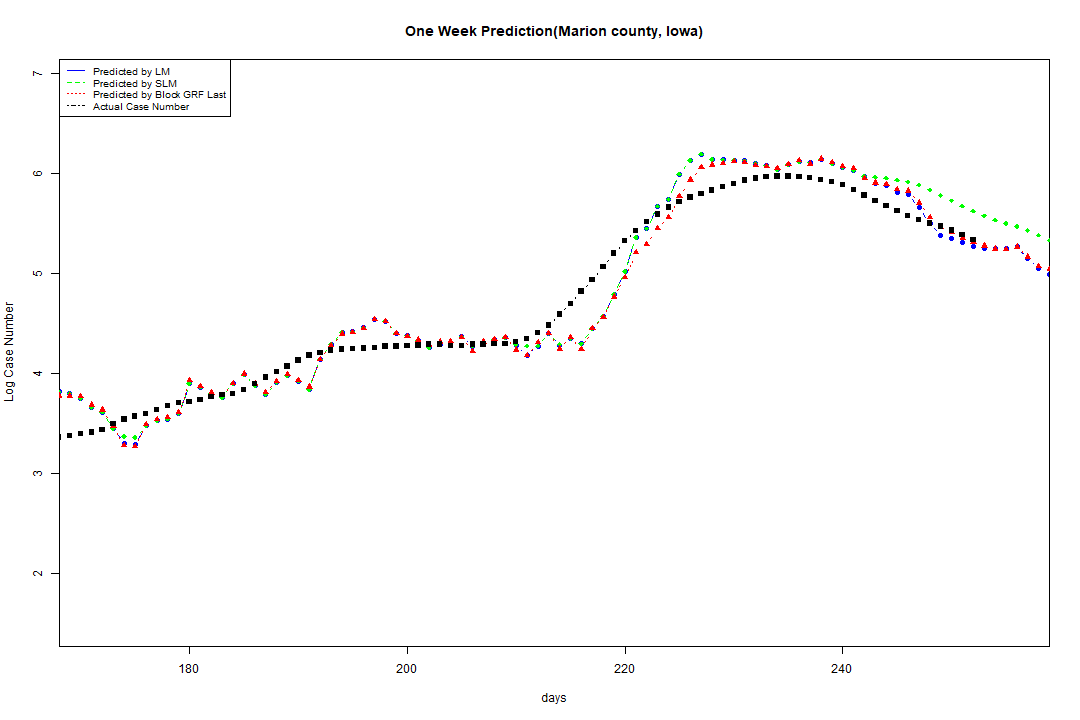 One Week Prediction(Marion county, Iowa)
Predicted by LM
Predicted by SLM
Predicted by Block GRF Last
Actual Case Number
7
6
5
4
3
2
Log Case Number
180 200 220 240
days